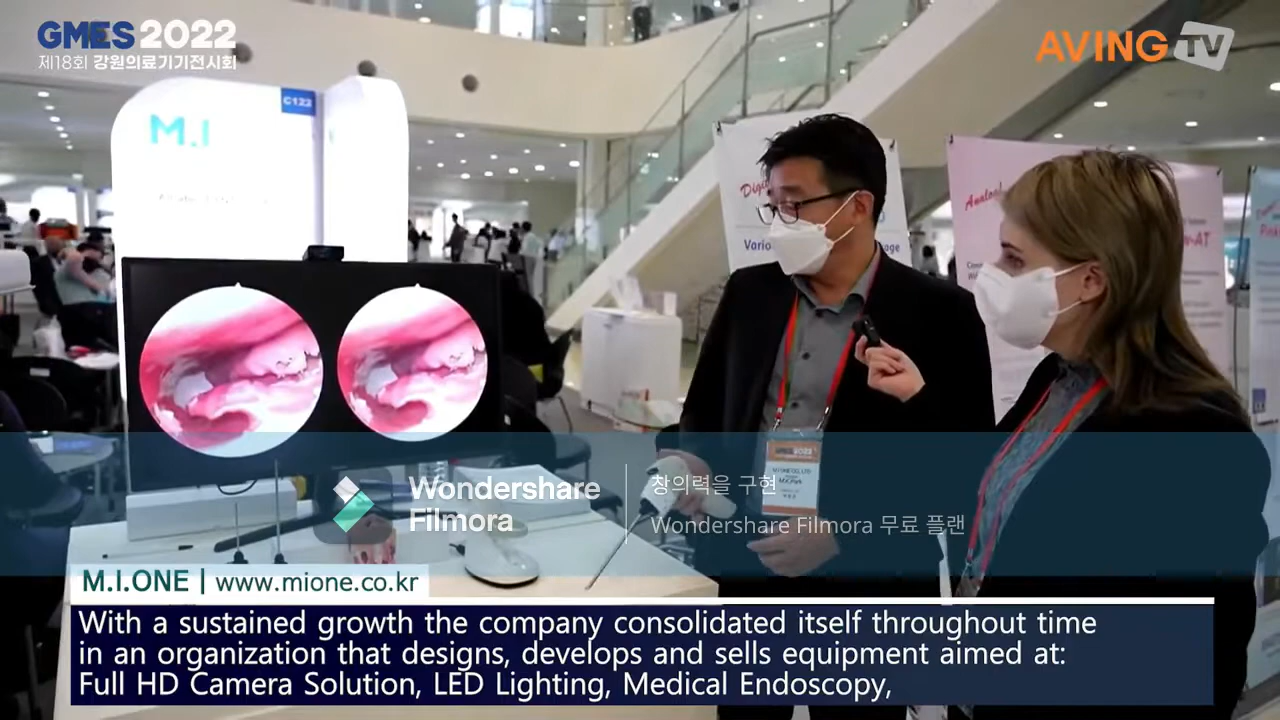 GMES 2022
제18회 강원의료기기전시회
AVING TV
C122
M.I
Wondershare
Filmora
창의력을 구현
Wondershare Filmora 무료 플랜
GMES2022
M.I.ONE | www.mione.co.kr
With a sustained growth the company consolidated itself throughout time
in an organization that designs, develops and sells equipment aimed at:
Full HD Camera Solution, LED Lighting, Medical Endoscopy,